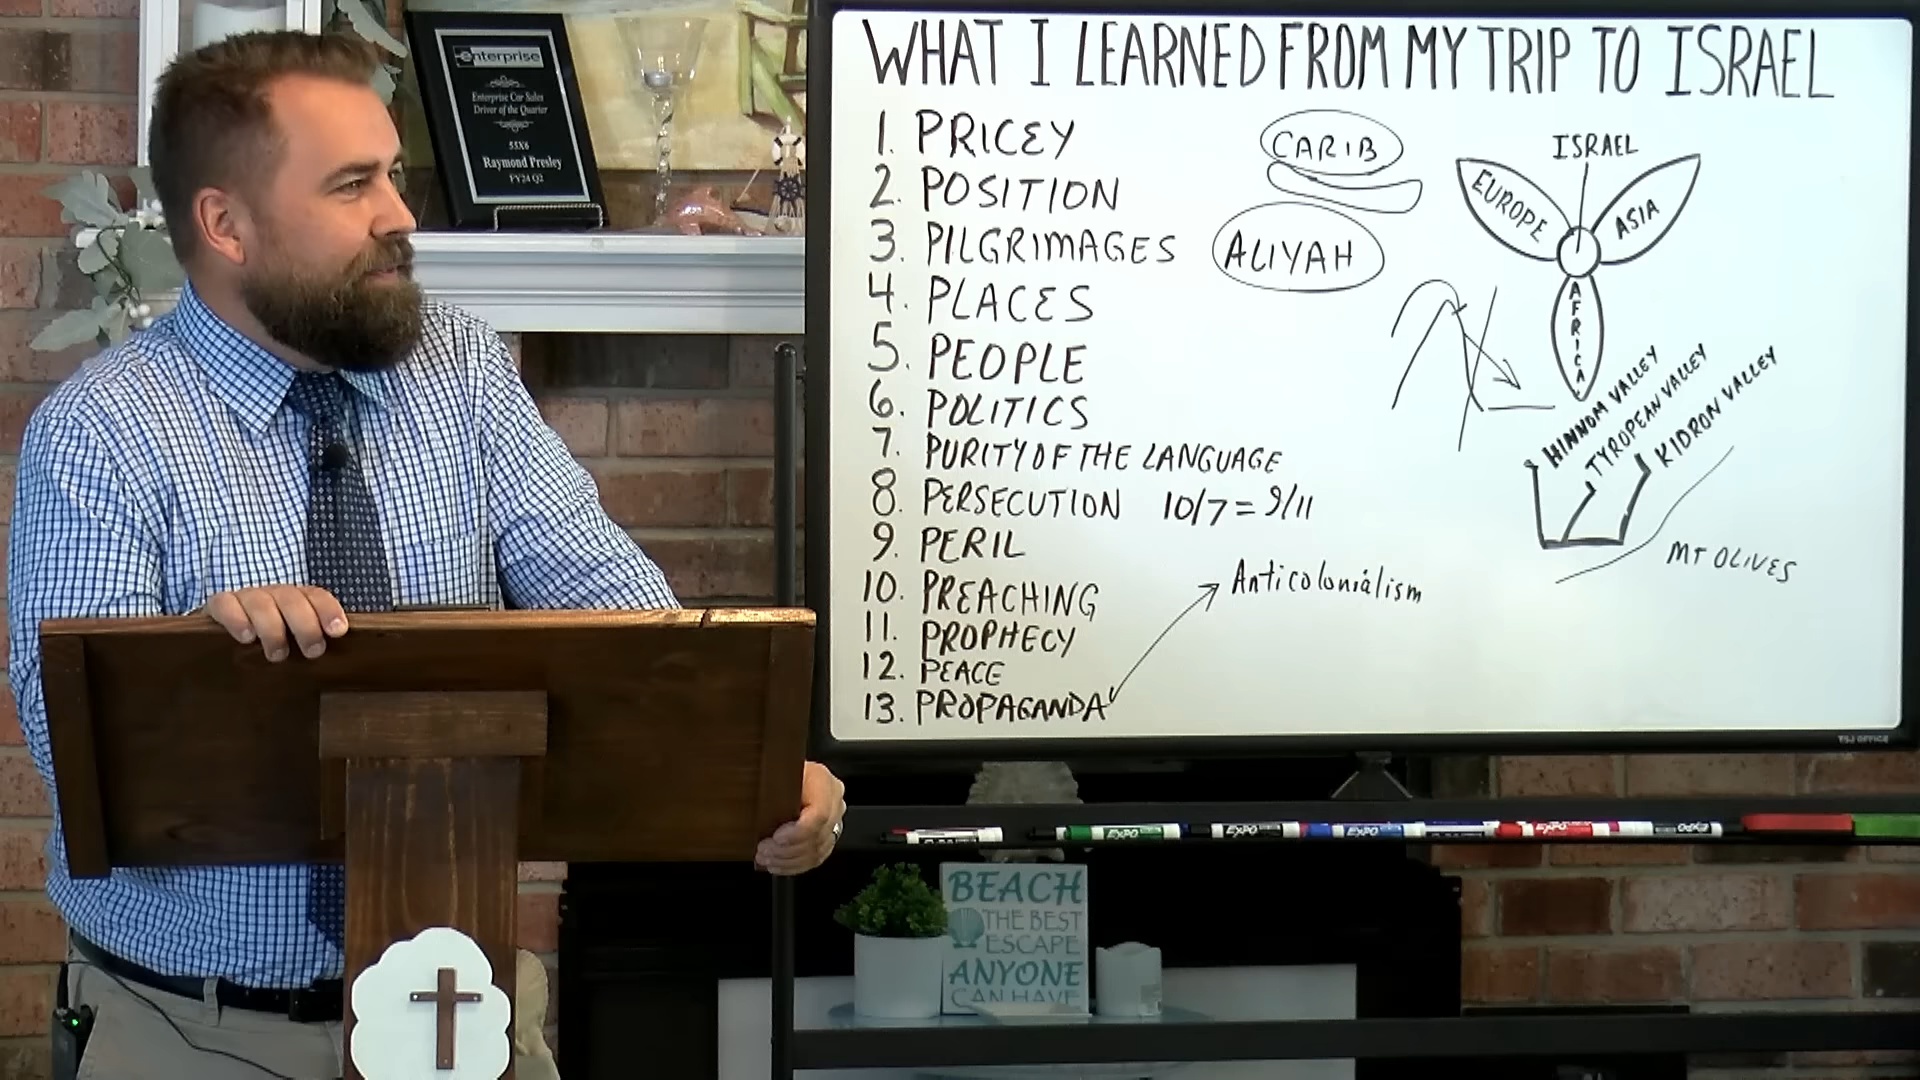 WHAT I LEARNED FROM MY TRIP TO ISRAEL
1. PRICEY
2. POSITION
3. PILGRIMAGES
4. PLACES
5. PEOPLE
6. POLITICS
7. PURITY OF THE LANGUAGE
8. PERSECUTION 10/7 = 9/11
9. PERIL
10. PREACHING
11. PROPHECY
12. PEACE
13. PROPAGANDA
CARIB
ALIYAH
Anticolonialism
ISRAEL
EUROPE
ASIA
AFRICA
HINNOM VALLEY
TYROPEAN VALLEY
KIDRON VALLEY
MT OLIVES
enterprise
Enterprise Car Sales
Driver of the Quarter
55X6
Raymond Presley
FY24 Q2
EXPO
EXPO
EXPO
EXPO
EXPO
BEACH
THE BEST
ESCAPE
ANYONE
CAN HAVE